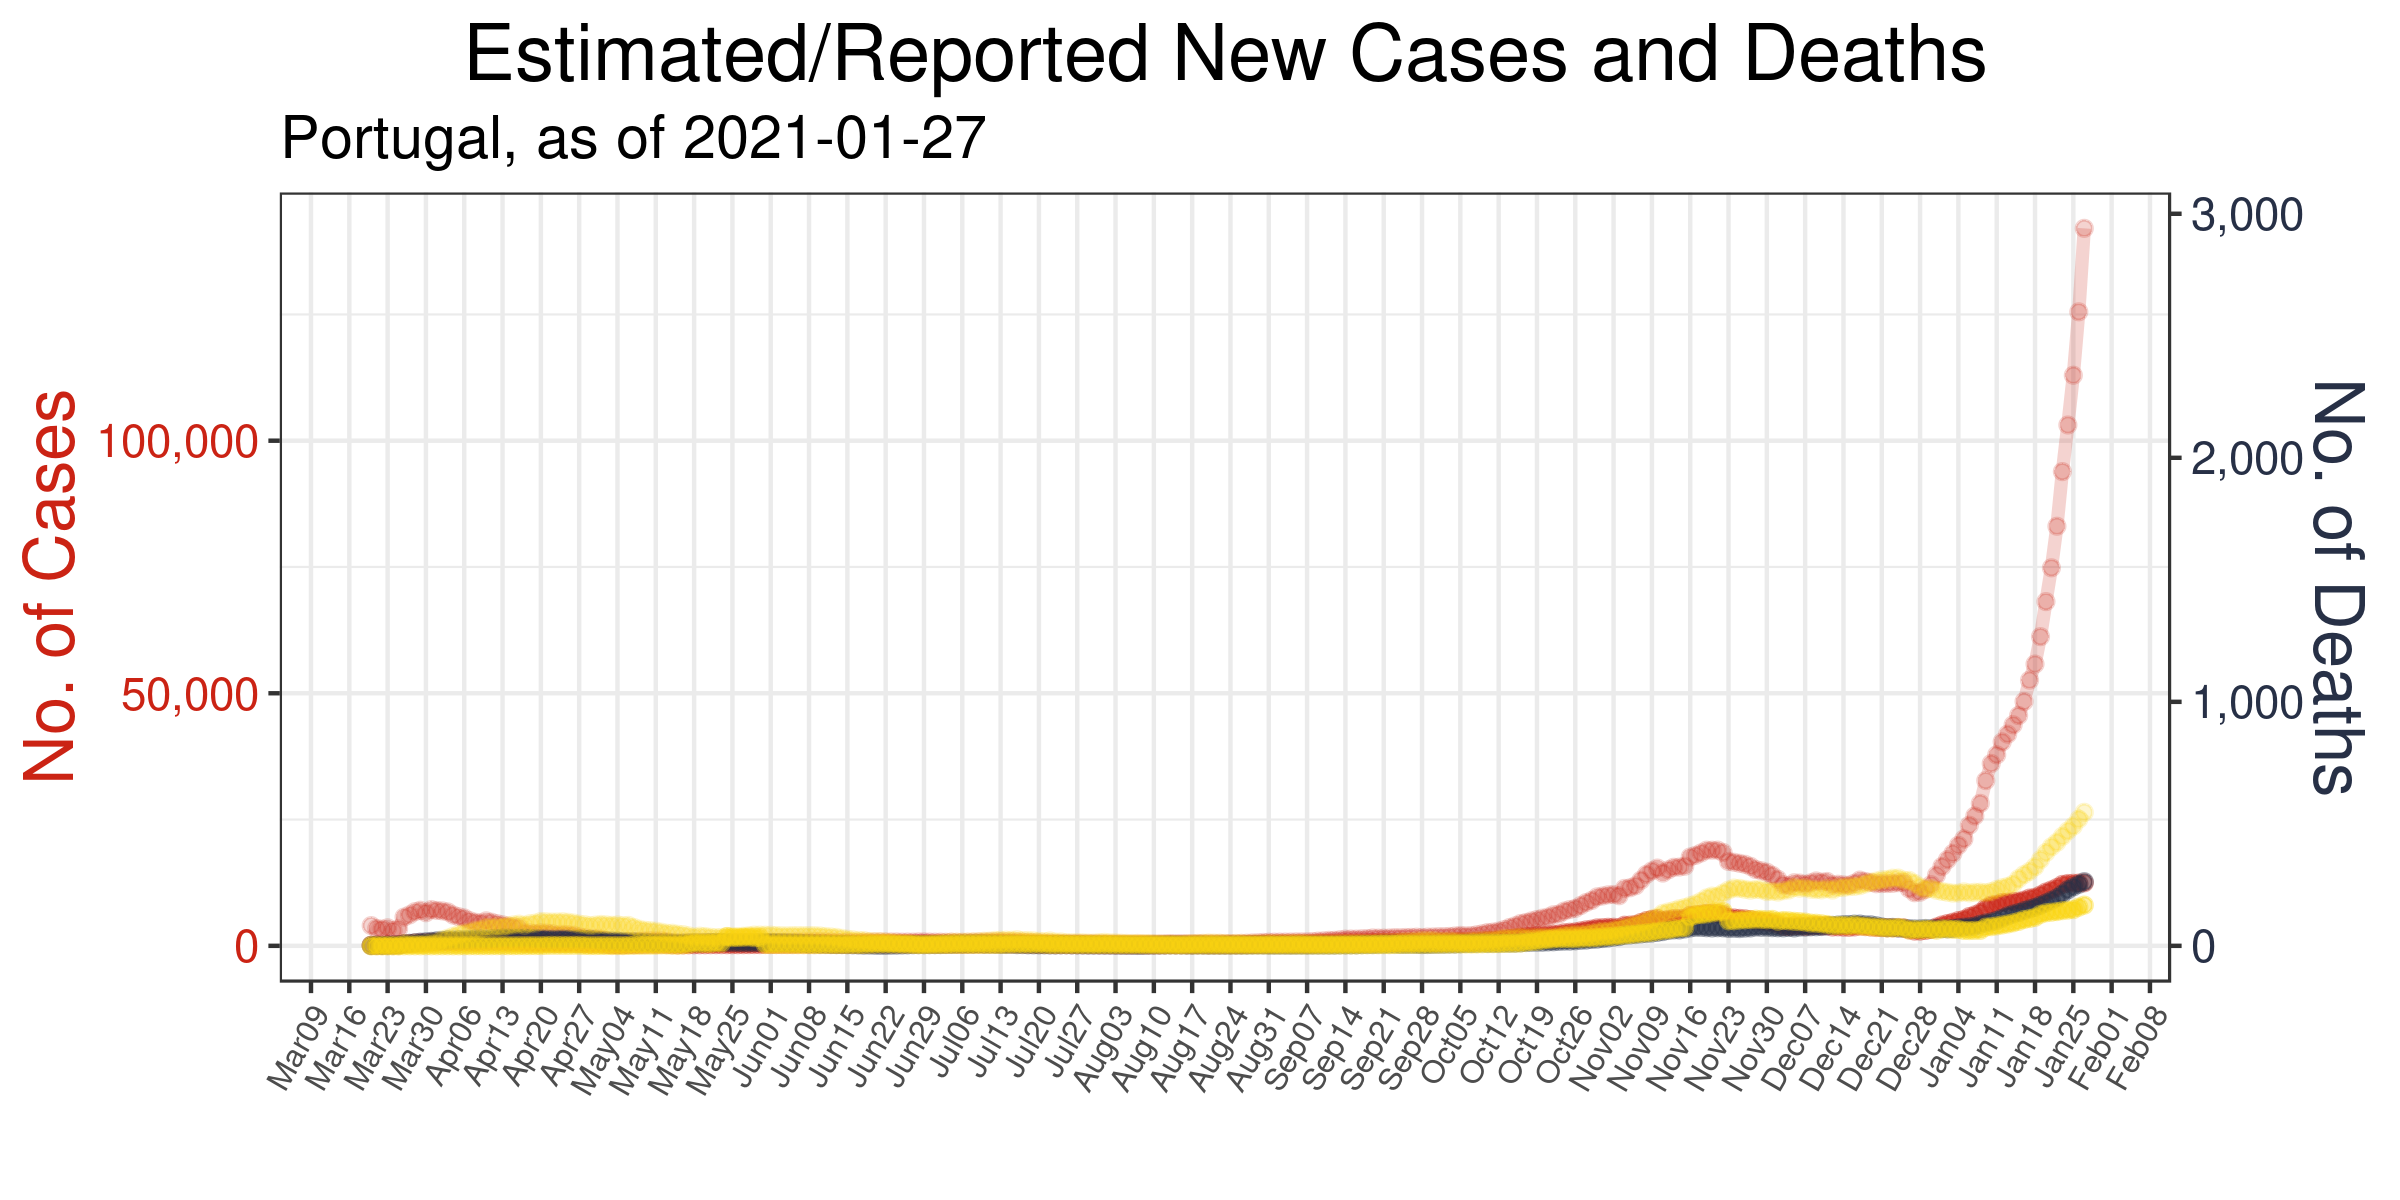 Estimated/Reported New Cases and Deaths
Portugal, as of 2021-01-27
No. of Cases
100,000
50,000
0
3,000
2,000
1,000
0
No. of Deaths
Mar09
Mar16
Mar23
Mar30
Apr06
Apr13
Apr20
Apr27
May04
May11
May18
May25
Jun01
Jun08
Jun15
Jun22
Jun29
Jul06
Jul13
Jul20
Jul27
Aug03
Aug10
Aug17
Aug24
Aug31
Sep07
Sep14
Sep21
Sep28
Oct05
Oct12
Oct19
Oct26
Nov02
Nov09
Nov16
Nov23
Nov30
Dec07
Dec14
Dec21
Dec28
Jan04
Jan11
Jan18
Jan25
Feb01
Feb08